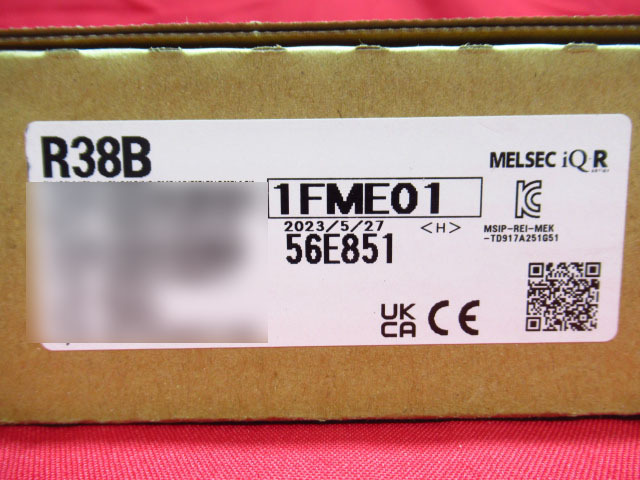 R38B
MELSEC iQ-R
1FME01
2023/5/27 <H>
56E851
MSIP-REI-MEK
-TD917A251G51
UK
CA CE